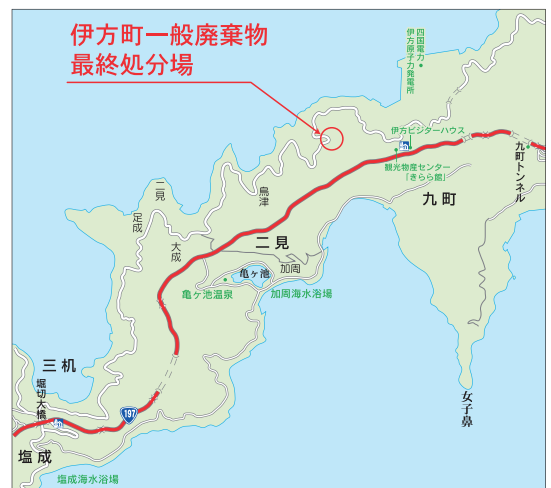 伊方町一般廃棄物
最終処分場
四国電力
伊方原子力発電所
伊方ビジターハウス
観光物産センター
「きらら館」
九町トンネル
九町
鳥津
二見
足成
大成
二見
加周
亀ヶ池
亀ヶ池温泉
加周海水浴場
三机
堀切大橋
197
塩成
塩成海水浴場
女子鼻